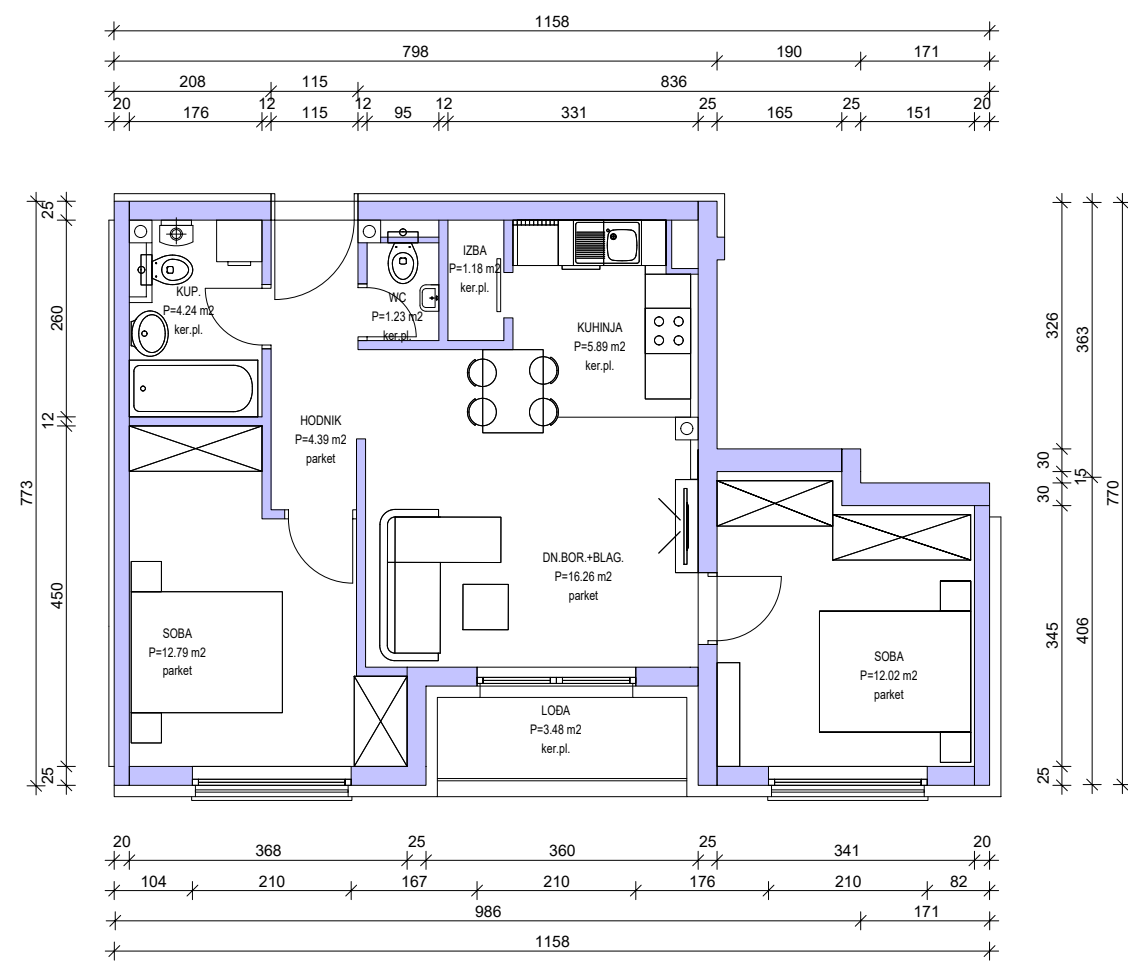 1158
798 190 171
208 115 836
20 176 12 115 12 95 12 331 25 165 25 151 20
773
25 260 12 450 25
KUP.
P=4.24 m2
ker.pl.
WC
P=1.23 m2
ker.pl.
IZBA
P=1.18 m2
ker.pl.
KUHINJA
P=5.89 m2
ker.pl.
HODNIK
P=4.39 m2
parket
DN.BOR.+BLAG.
P=16.26 m2
parket
SOBA
P=12.79 m2
parket
SOBA
P=12.02 m2
parket
LOĐA
P=3.48 m2
ker.pl.
326 30 30 345 25
363 15 406
770
20 368 25 360 25 341 20
104 210 167 210 176 210 82
986 171
1158